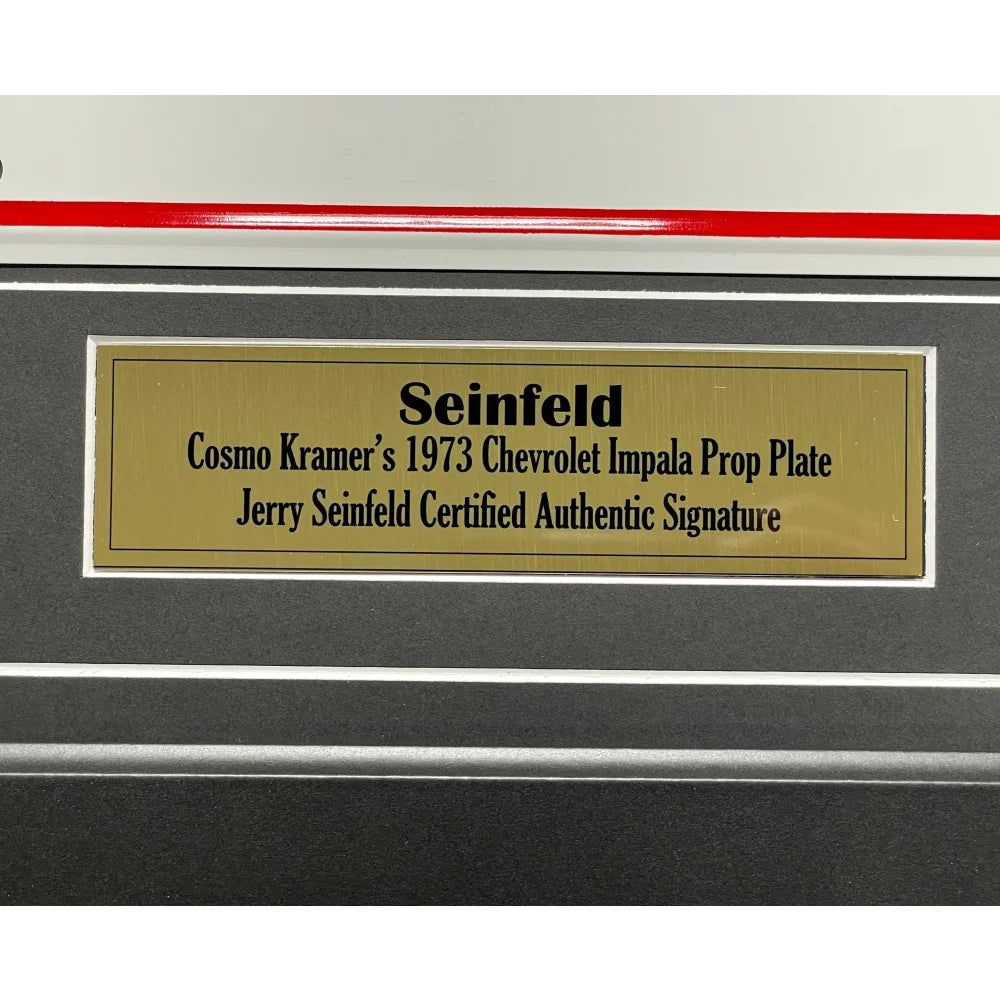 Seinfeld
Cosmo Kramer's 1973 Chevrolet Impala Prop Plate
Jerry Seinfeld Certified Authentic Signature